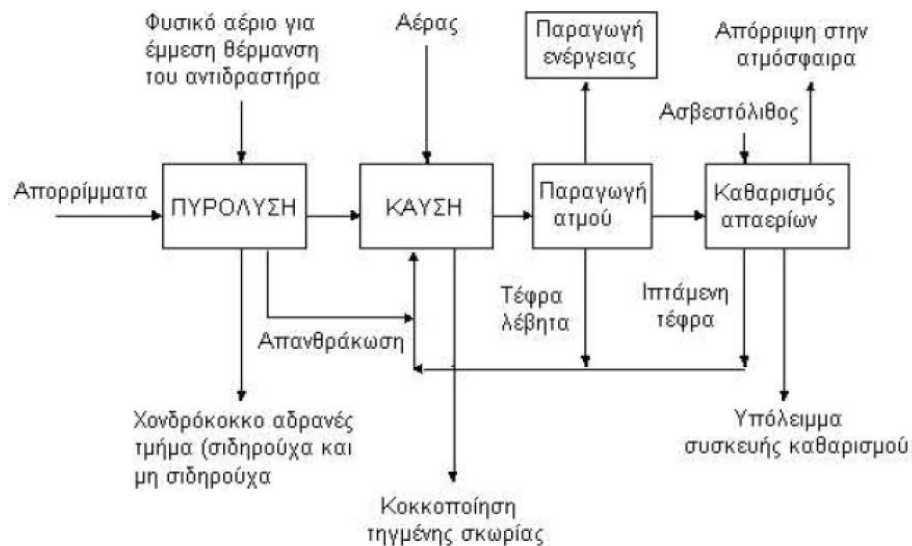 Φυσικό αέριο για
έμμεση θέρμανση
του αντιδραστήρα
Αέρας
Παραγωγή
ενέργειας
Απόρριψη στην
ατμόσφαιρα
Ασβεστόλιθος
Απορρίμματα
ΠΥΡΟΛΥΣΗ
ΚΑΥΣΗ
Παραγωγή
ατμού
Καθαρισμός
απαερίων
Απανθράκωση
Τέφρα
λέβητα
Ιπτάμενη
τέφρα
Χονδρόκοκκο αδρανές
τμήμα (σιδηρούχα και
μη σιδηρούχα
Υπόλειμμα
συσκευής καθαρισμού
Κοκκοποίηση
τηγμένης σκωρίας